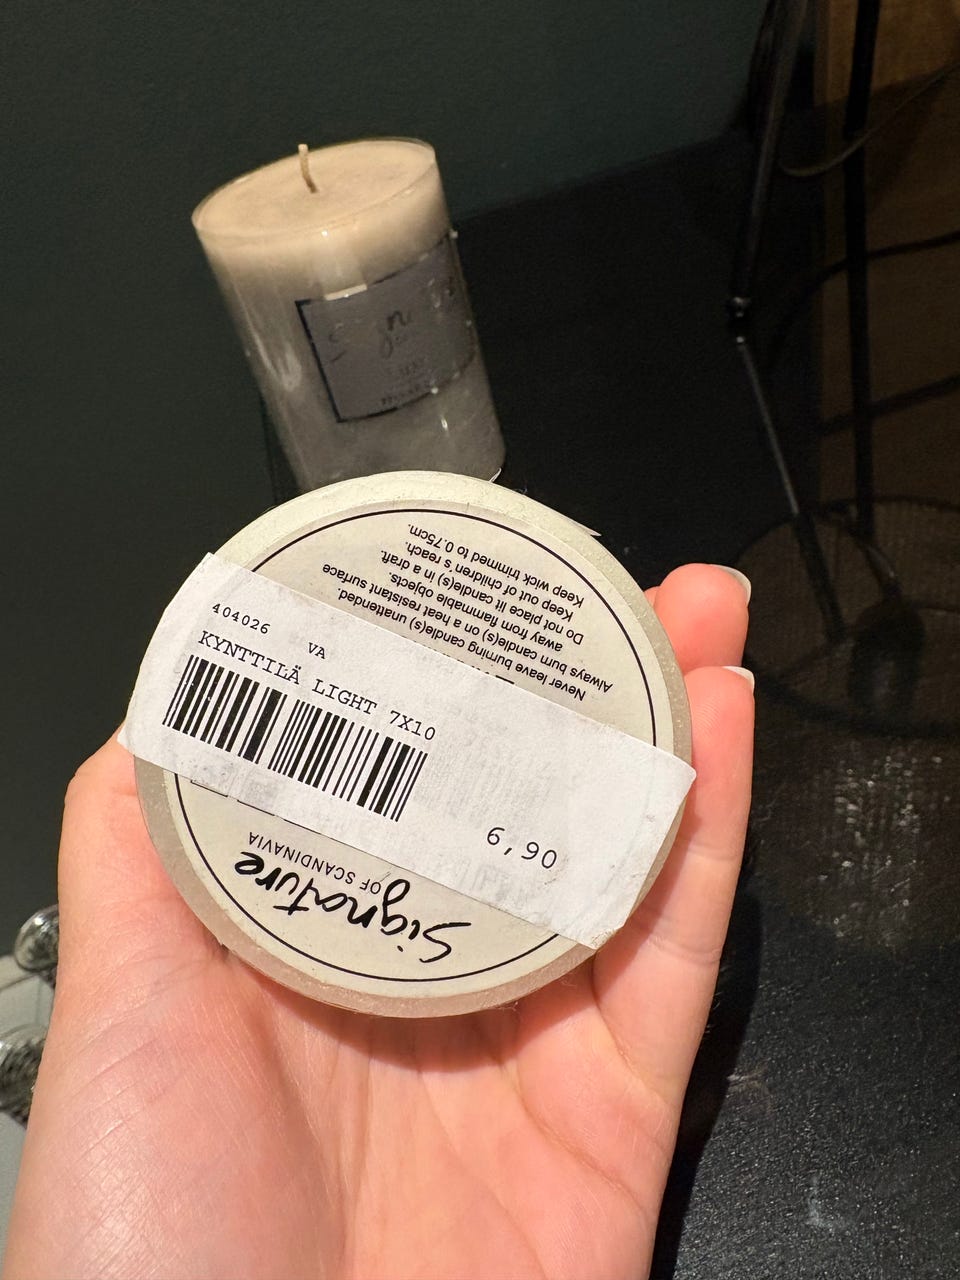 Signature
404026 VA
KYNTTILÄ LIGHT 7X10
6,90
Signature
OF SCANDINAVIA
Never leave burning candle(s) unattended.
Always burn candle(s) on a heat resistant surface
away from flammable objects.
Do not place lit candle(s) in a draft.
Keep out of children's reach.
Keep wick trimmed to 0.75cm.